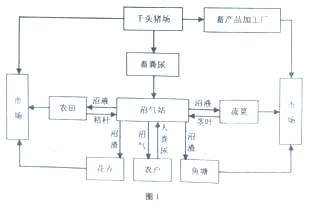 千头猪场
畜产品加工厂
畜粪尿
市场
农田
沼液
秸杆
沼气站
沼液
茎叶
蔬菜
市场
沼渣
沼气
人粪尿
沼渣
花卉
农户
鱼塘
图1